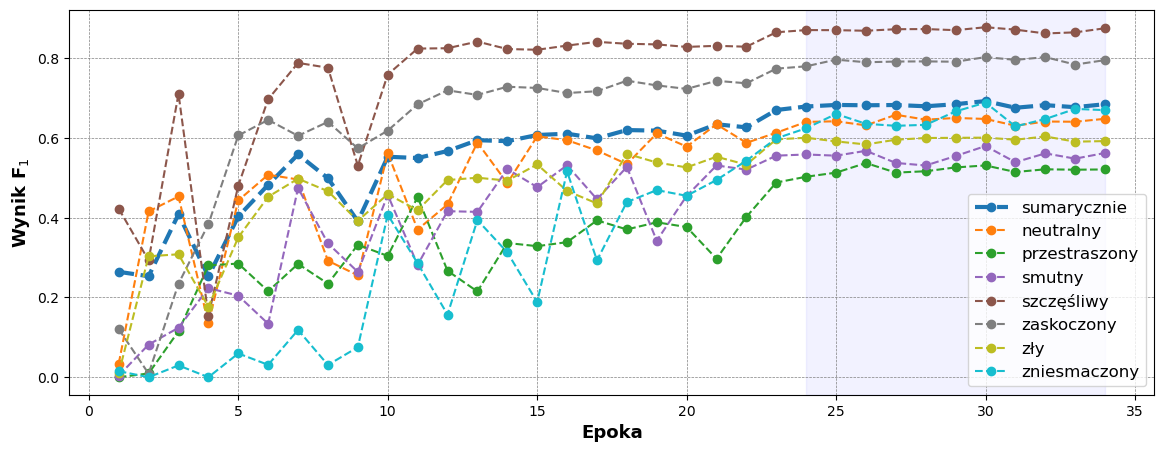 0.8
0.6
0.4
0.2
0.0
Wynik F₁
0 5 10 15 20 25 30 35
Epoka
sumarycznie
neutralny
przestraszony
smutny
szczęśliwy
zaskoczony
zły
zniesmaczony